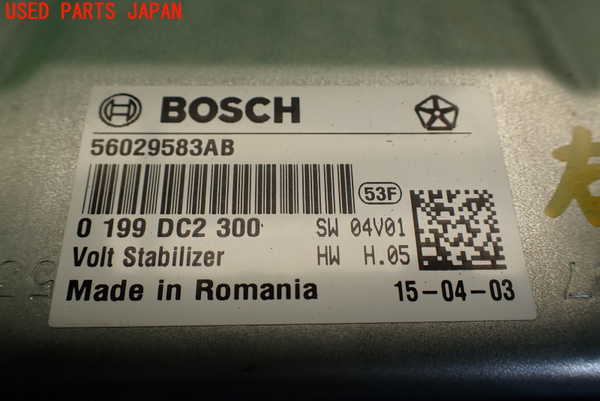 USED PARTS JAPAN
BOSCH
56029583AB
53F
0 199 DC2 300 SW 04V01
Volt Stabilizer HW H.05
Made in Romania 15-04-03